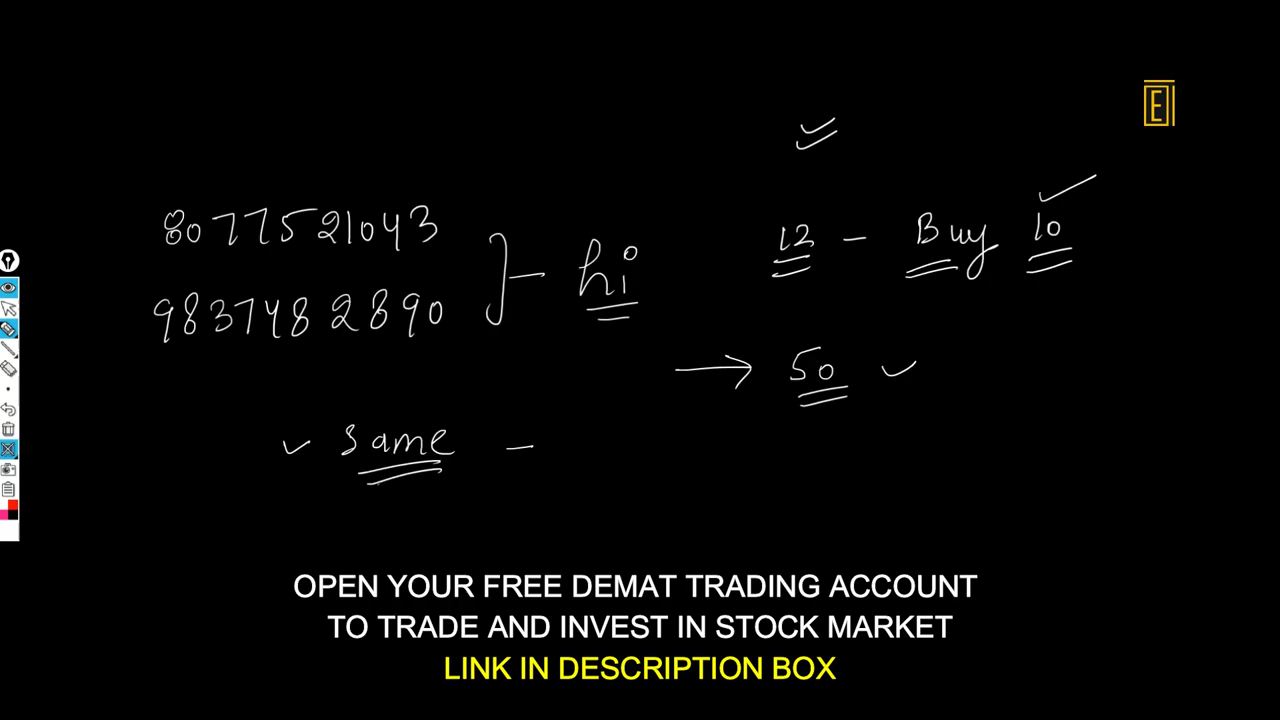 E
8077521043
9837482890
hi
12 - Buy 10
→ 50 ✓
✓ Same -
OPEN YOUR FREE DEMAT TRADING ACCOUNT
TO TRADE AND INVEST IN STOCK MARKET
LINK IN DESCRIPTION BOX